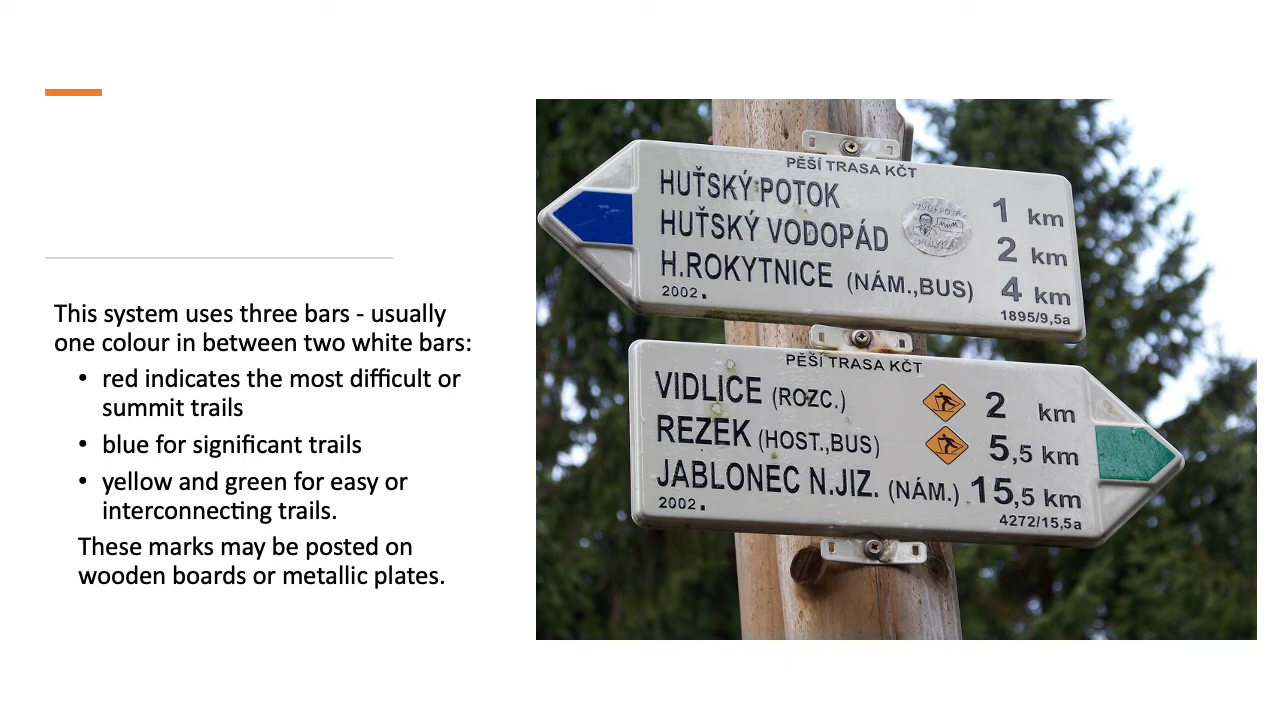 This system uses three bars - usually
one colour in between two white bars:
• red indicates the most difficult or
summit trails
• blue for significant trails
• yellow and green for easy or
interconnecting trails.
These marks may be posted on
wooden boards or metallic plates.
PĚŠÍ TRASA KČT
HUŤSKÝ POTOK 1 km
HUŤSKÝ VODOPÁD 2 km
H.ROKYTNICE (NÁM.,BUS) 4 km
2002. 1895/9,5a
PĚŠÍ TRASA KČT
VIDLICE (ROZC.) 2 km
REZEK (HOST.,BUS) 5,5 km
JABLONEC N.JIZ. (NÁM.) 15,5 km
2002. 4272/15,5a